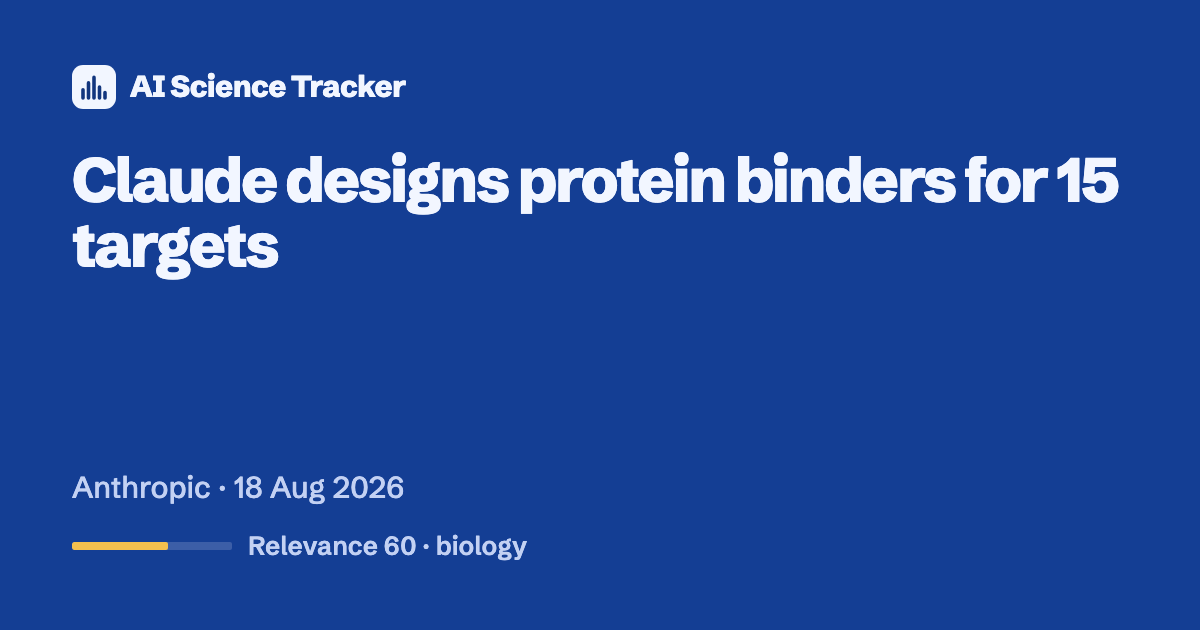 AI Science Tracker
Claude designs protein binders for 15
targets
Anthropic · 18 Aug 2026
Relevance 60 · biology